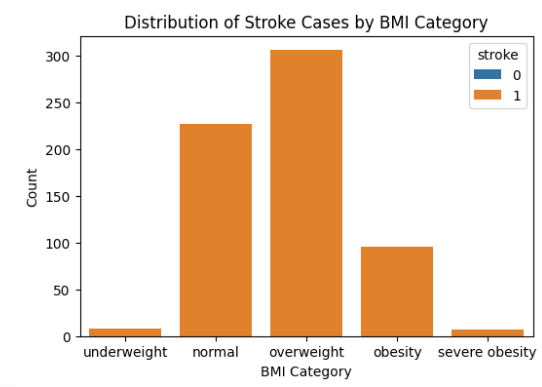 Distribution of Stroke Cases by BMI Category
stroke
0
1
300
250
200
150
100
50
0
Count
underweight normal overweight obesity severe obesity
BMI Category